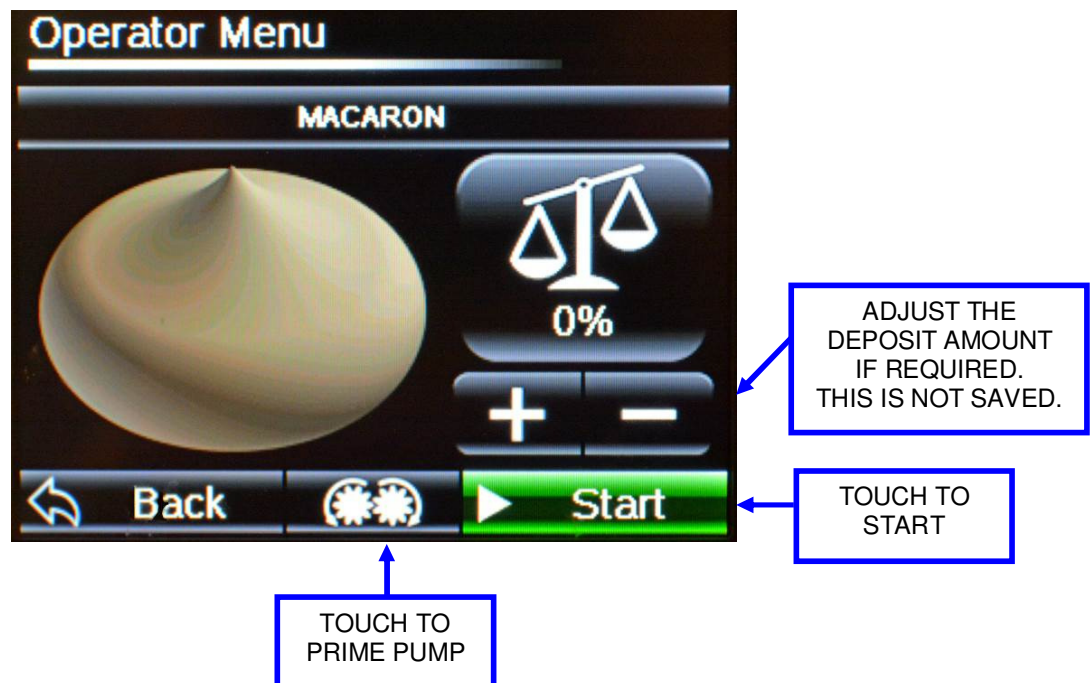 Operator Menu
MACARON
0%
+ −
Back
Start
ADJUST THE
DEPOSIT AMOUNT
IF REQUIRED.
THIS IS NOT SAVED.
TOUCH TO
START
TOUCH TO
PRIME PUMP